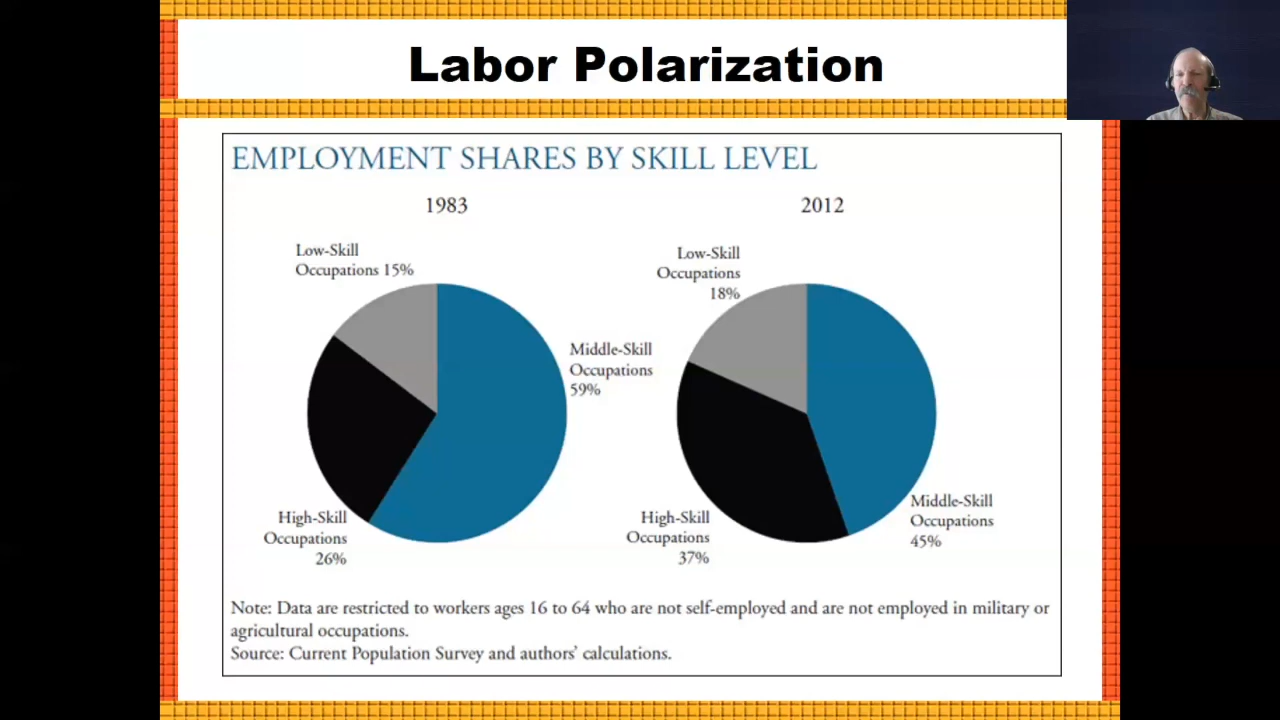 Labor Polarization
EMPLOYMENT SHARES BY SKILL LEVEL
1983
Low-Skill
Occupations 15%
Middle-Skill
Occupations
59%
High-Skill
Occupations
26%
2012
Low-Skill
Occupations
18%
High-Skill
Occupations
37%
Middle-Skill
Occupations
45%
Note: Data are restricted to workers ages 16 to 64 who are not self-employed and are not employed in military or
agricultural occupations.
Source: Current Population Survey and authors' calculations.